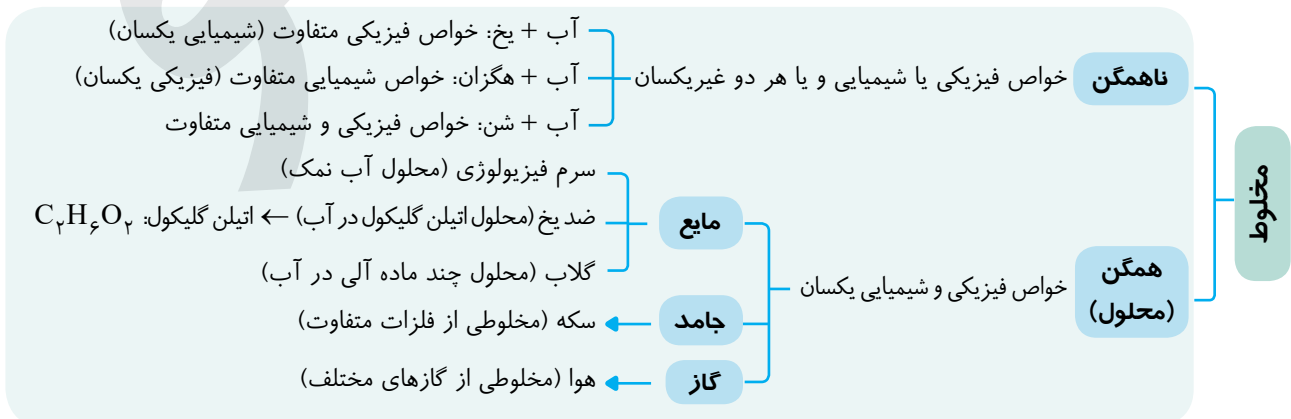 مخلوط
ناهمگن
خواص فیزیکی یا شیمیایی و یا هر دو غیریکسان
آب + یخ: خواص فیزیکی متفاوت (شیمیایی یکسان)
آب + هگزان: خواص شیمیایی متفاوت (فیزیکی یکسان)
آب + شن: خواص فیزیکی و شیمیایی متفاوت
همگن
(محلول)
خواص فیزیکی و شیمیایی یکسان
مایع
سرم فیزیولوژی (محلول آب نمک)
ضد یخ (محلول اتیلن گلیکول در آب) ← اتیلن گلیکول: C₂H₆O₂
گلاب (محلول چند ماده آلی در آب)
جامد
سکه (مخلوطی از فلزات متفاوت)
گاز
هوا (مخلوطی از گازهای مختلف)